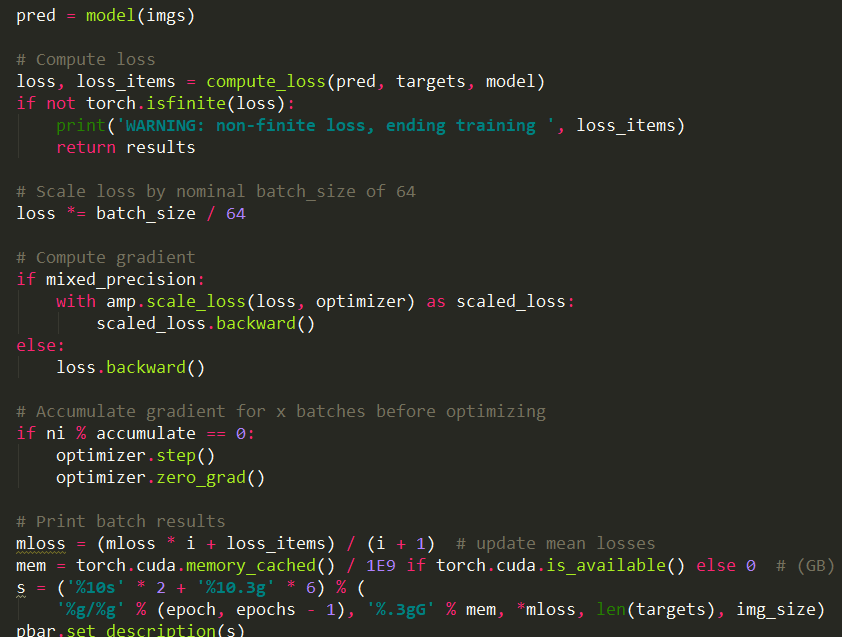 pred = model(imgs)
# Compute loss
loss, loss_items = compute_loss(pred, targets, model)
if not torch.isfinite(loss):
print('WARNING: non-finite loss, ending training ', loss_items)
return results
# Scale loss by nominal batch_size of 64
loss *= batch_size / 64
# Compute gradient
if mixed_precision:
with amp.scale_loss(loss, optimizer) as scaled_loss:
scaled_loss.backward()
else:
loss.backward()
# Accumulate gradient for x batches before optimizing
if ni % accumulate == 0:
optimizer.step()
optimizer.zero_grad()
# Print batch results
mloss = (mloss * i + loss_items) / (i + 1)  # update mean losses
mem = torch.cuda.memory_cached() / 1E9 if torch.cuda.is_available() else 0  # (GB)
s = ('%10s' * 2 + '%10.3g' * 6) % (
'%g/%g' % (epoch, epochs - 1), '%.3gG' % mem, *mloss, len(targets), img_size)
pbar.set_description(s)